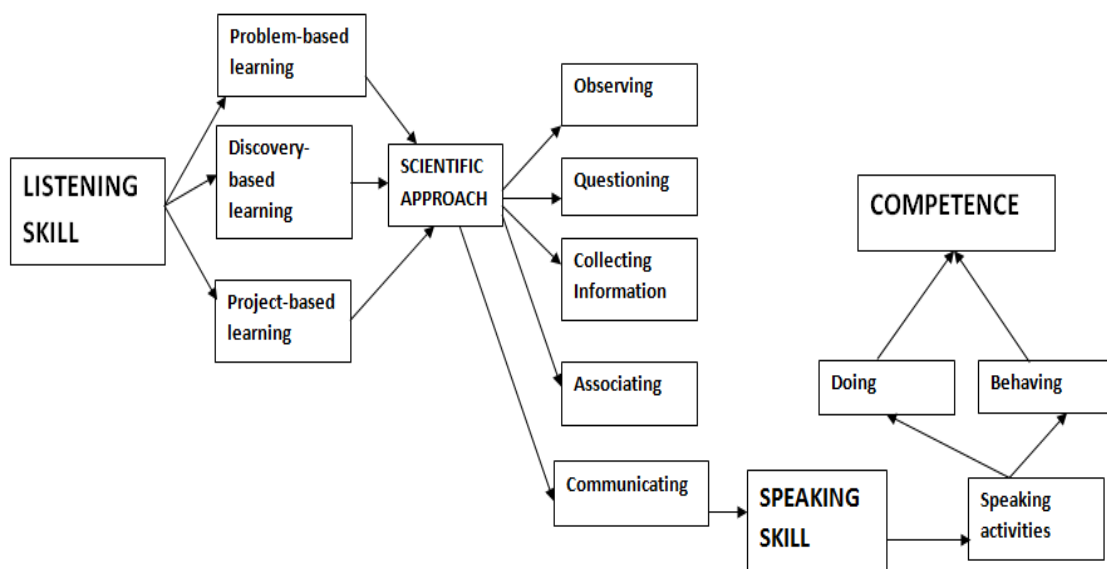 LISTENING
SKILL
Problem-based
learning
Discovery-
based
learning
Project-based
learning
SCIENTIFIC
APPROACH
Observing
Questioning
Collecting
Information
Associating
Communicating
SPEAKING
SKILL
Speaking
activities
Doing
Behaving
COMPETENCE